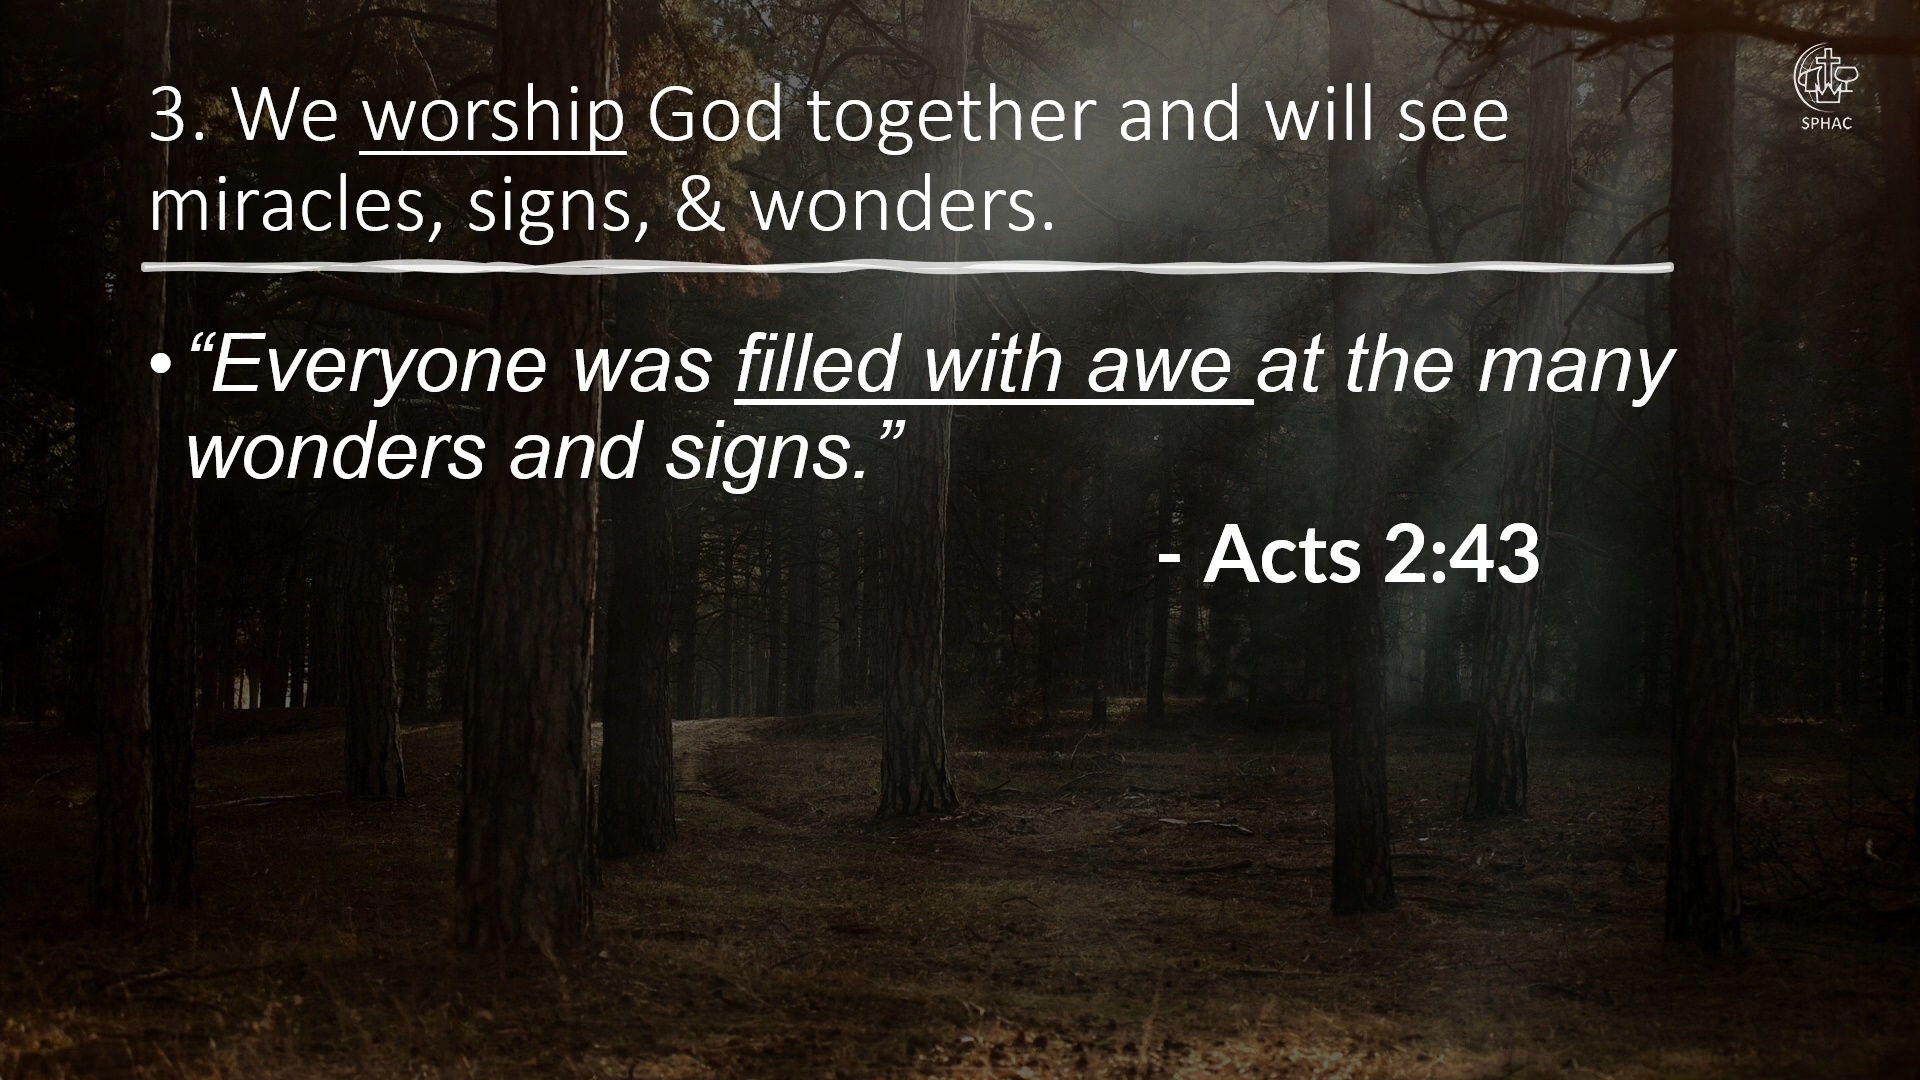 SPHAC
3. We worship God together and will see
miracles, signs, & wonders.
• “Everyone was filled with awe at the many
wonders and signs.”
- Acts 2:43